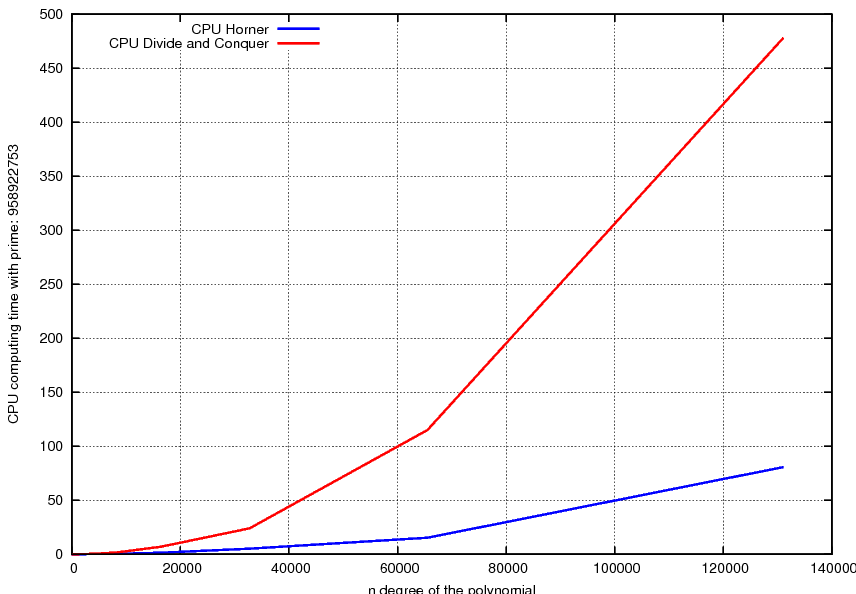 500
450
400
350
300
250
200
150
100
50
0
CPU Horner
CPU Divide and Conquer
CPU computing time with prime: 958922753
0 20000 40000 60000 80000 100000 120000 140000
n degree of the polynomial